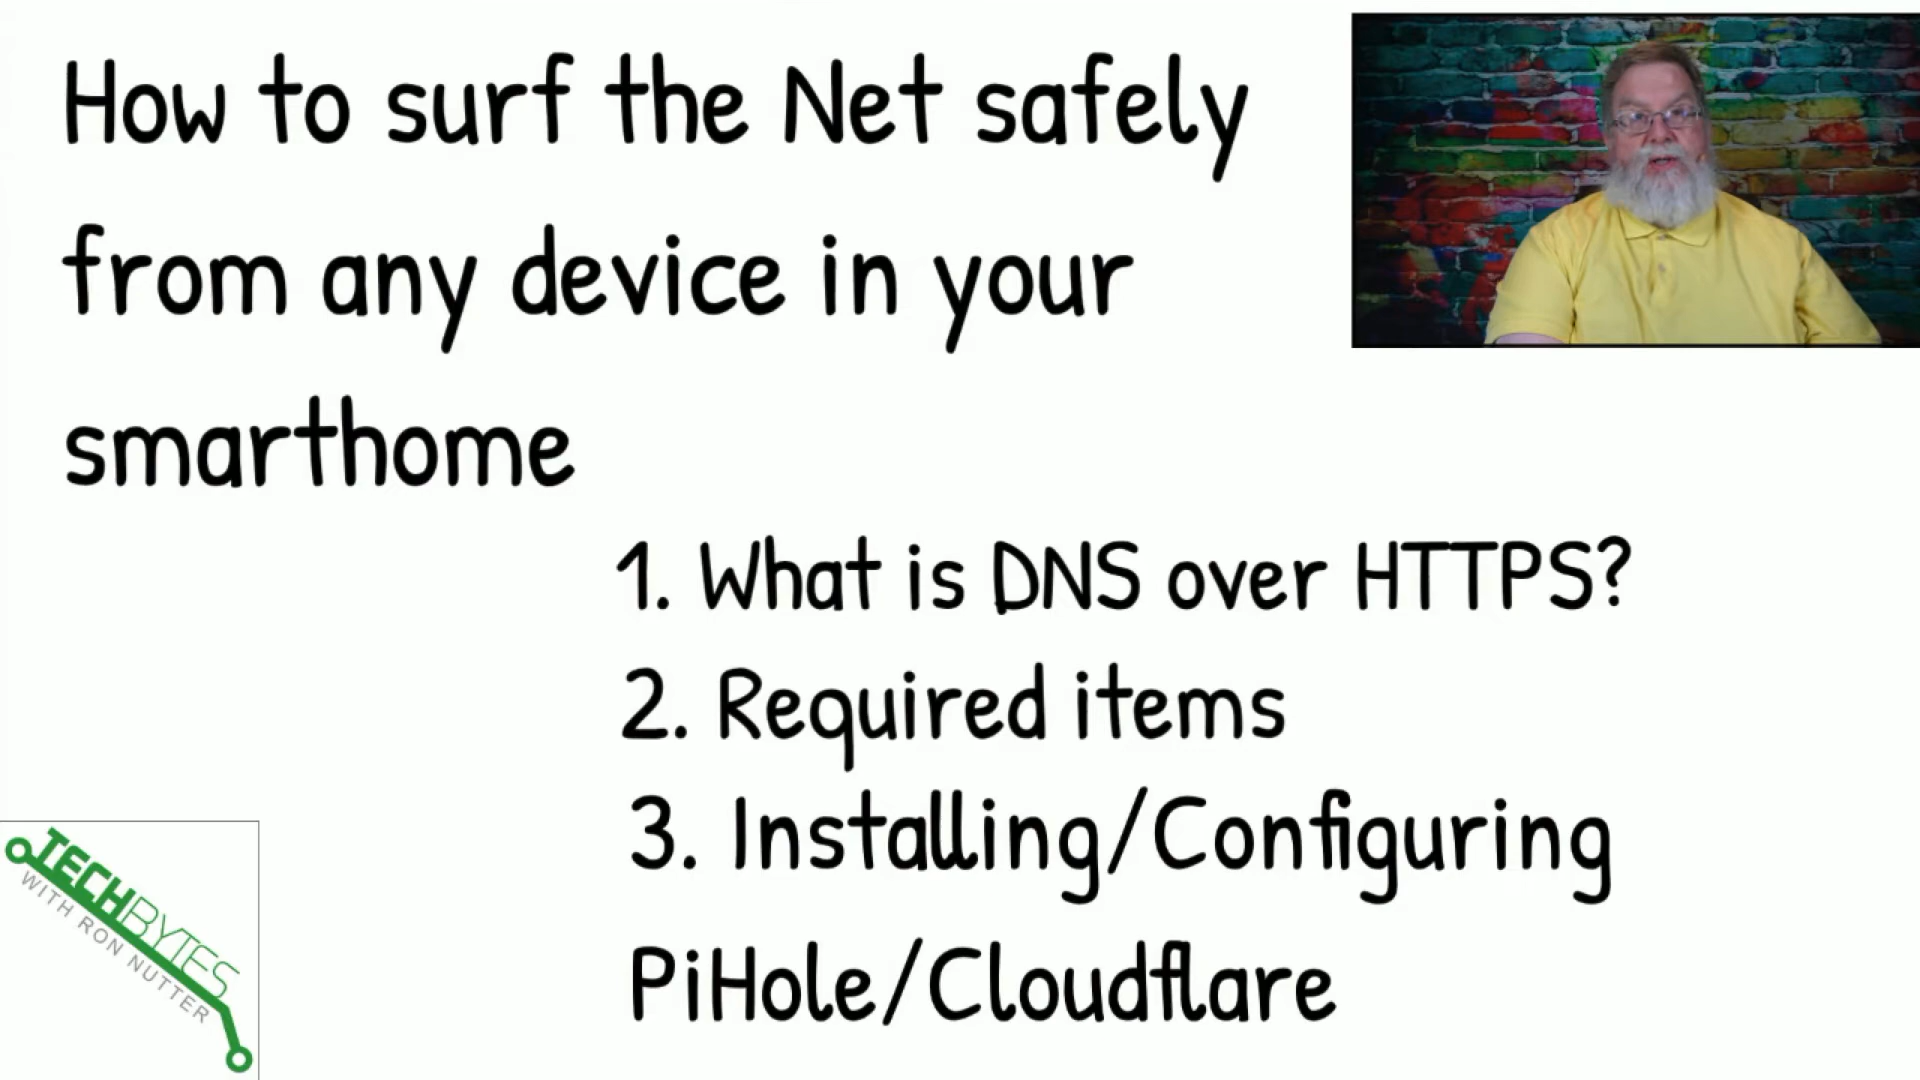 How to surf the Net safely
from any device in your
smarthome
1. What is DNS over HTTPS?
2. Required items
3. Installing/Configuring
PiHole/Cloudflare
TECHBYTES
WITH RON NUTTER